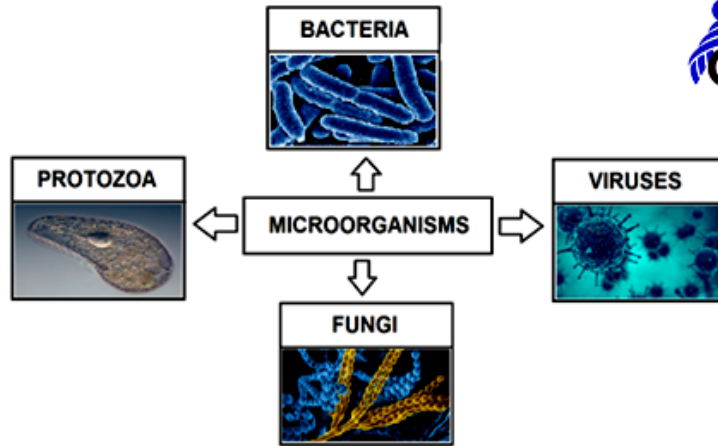 BACTERIA
PROTOZOA
MICROORGANISMS
VIRUSES
FUNGI